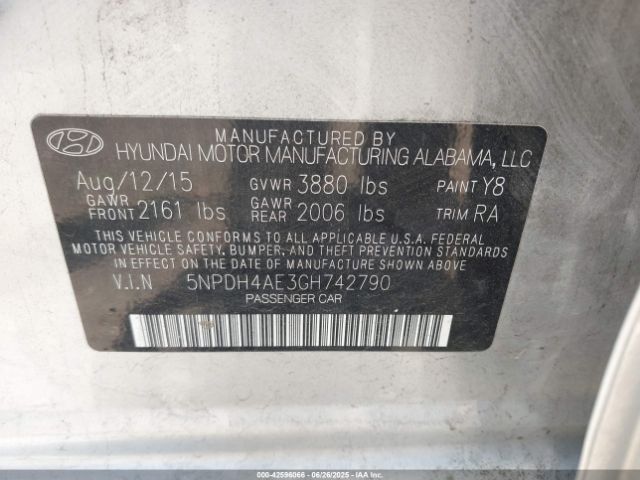 MANUFACTURED BY
HYUNDAI MOTOR MANUFACTURING ALABAMA, LLC
Aug/12/15 GVWR 3880 lbs PAINT Y8
GAWR FRONT 2161 lbs GAWR REAR 2006 lbs TRIM RA
THIS VEHICLE CONFORMS TO ALL APPLICABLE U.S.A. FEDERAL
MOTOR VEHICLE SAFETY, BUMPER, AND THEFT PREVENTION STANDARDS
IN EFFECT ON THE DATE OF MANUFACTURE SHOWN ABOVE.
V.I.N 5NPDH4AE3GH742790
PASSENGER CAR
000-42596066 - 06/26/2025 - IAAI.COM